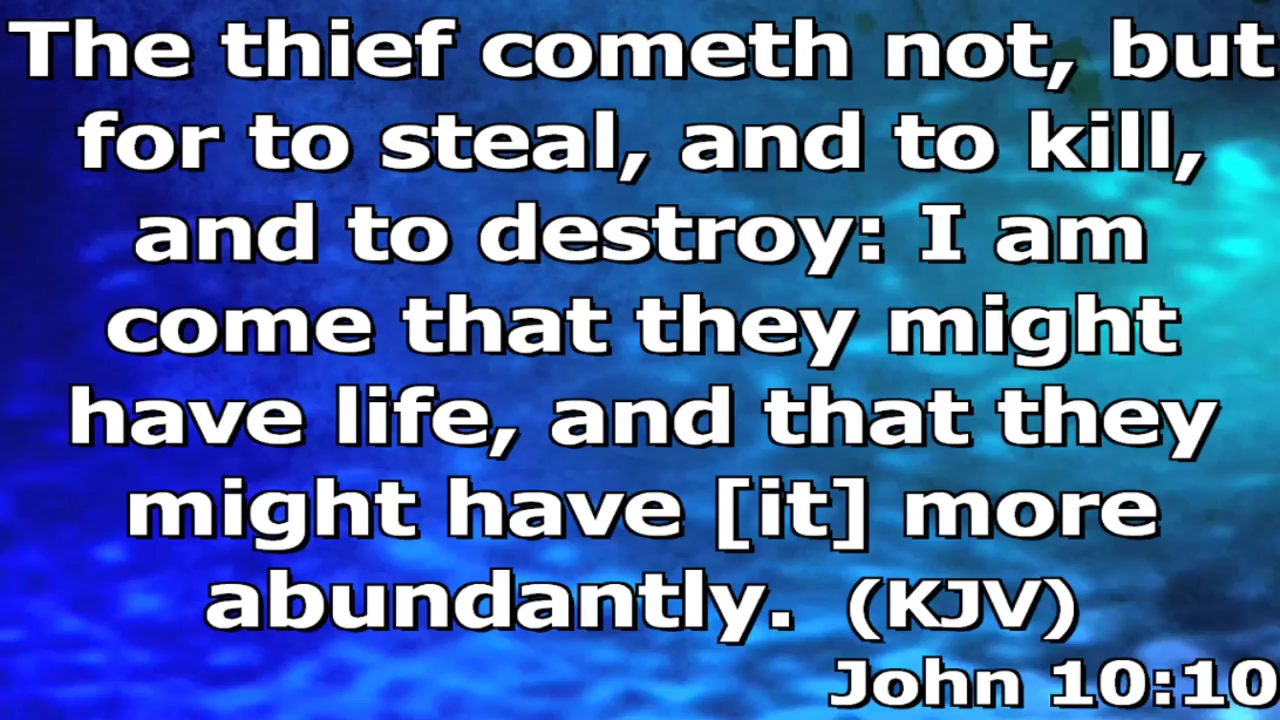 The thief cometh not, but
for to steal, and to kill,
and to destroy: I am
come that they might
have life, and that they
might have [it] more
abundantly. (KJV)
John 10:10